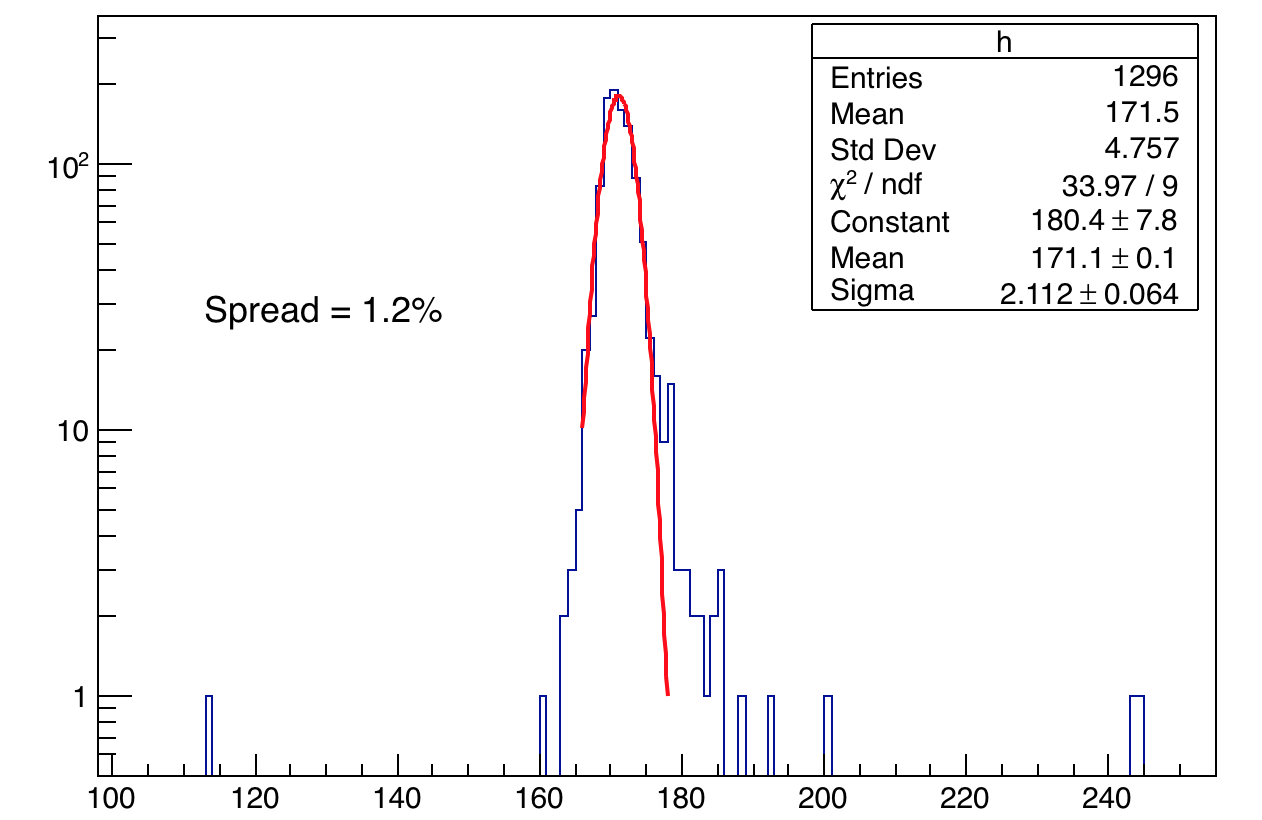 h
Entries 1296
Mean 171.5
Std Dev 4.757
χ² / ndf 33.97 / 9
Constant 180.4 ± 7.8
Mean 171.1 ± 0.1
Sigma 2.112 ± 0.064
10²
Spread = 1.2%
10
1
100 120 140 160 180 200 220 240